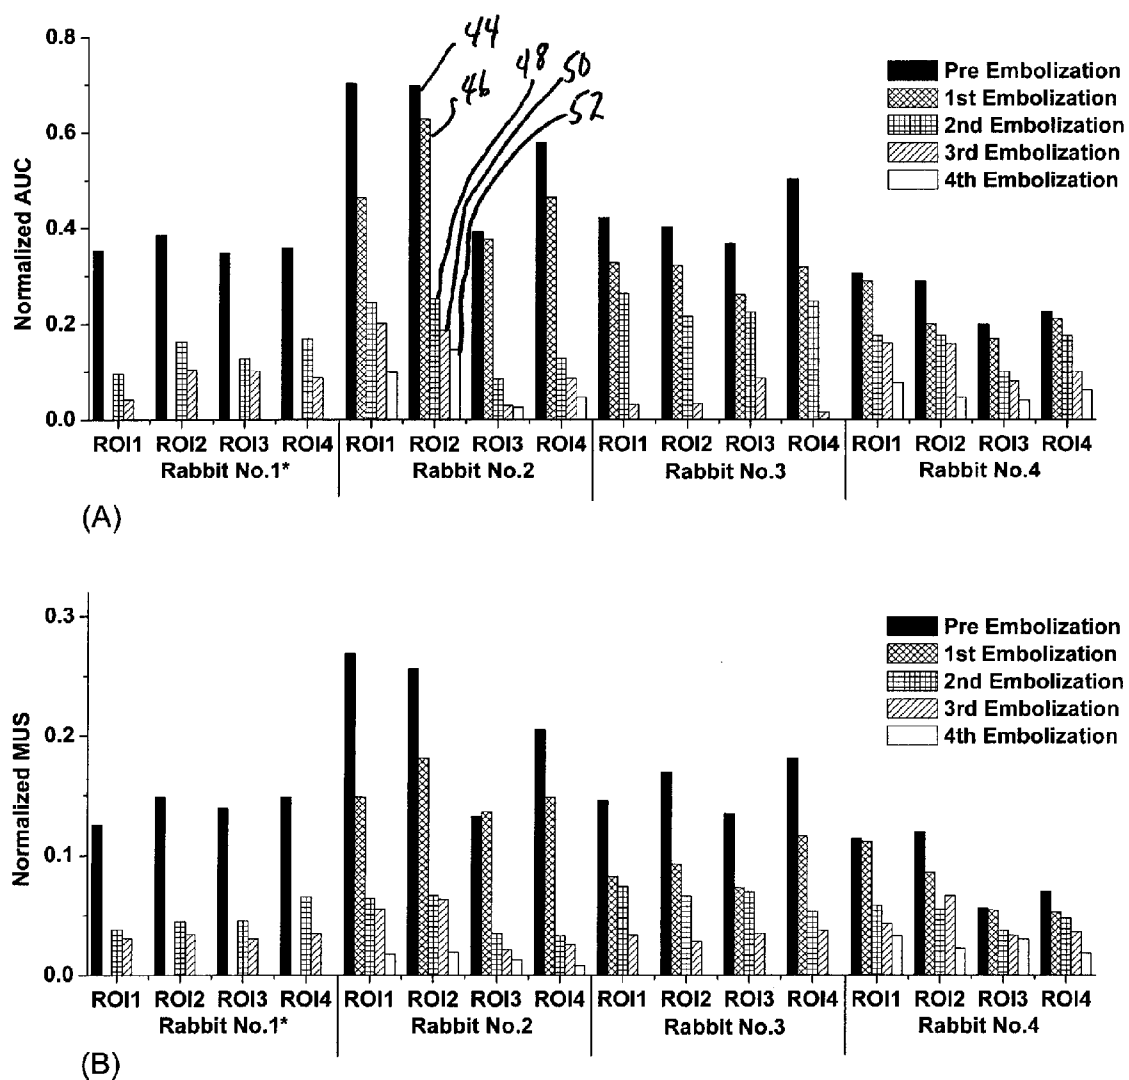 0.8
0.6
0.4
0.2
0.0
Normalized AUC
44
46
48
50
52
Pre Embolization
1st Embolization
2nd Embolization
3rd Embolization
4th Embolization
ROI1 ROI2 ROI3 ROI4 ROI1 ROI2 ROI3 ROI4 ROI1 ROI2 ROI3 ROI4 ROI1 ROI2 ROI3 ROI4
Rabbit No.1* Rabbit No.2 Rabbit No.3 Rabbit No.4
(A)
0.3
0.2
0.1
0.0
Normalized MUS
Pre Embolization
1st Embolization
2nd Embolization
3rd Embolization
4th Embolization
ROI1 ROI2 ROI3 ROI4 ROI1 ROI2 ROI3 ROI4 ROI1 ROI2 ROI3 ROI4 ROI1 ROI2 ROI3 ROI4
Rabbit No.1* Rabbit No.2 Rabbit No.3 Rabbit No.4
(B)